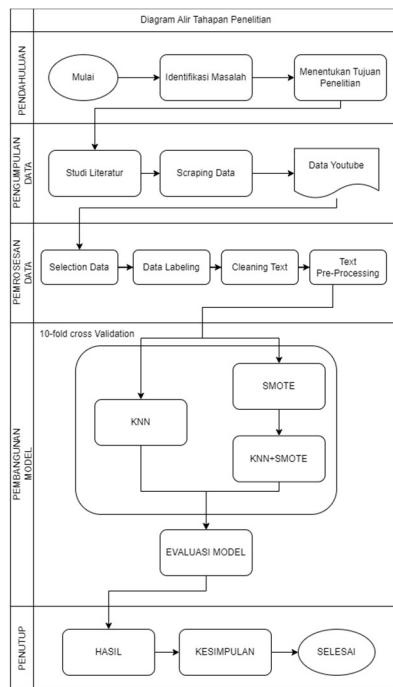 Diagram Alir Tahapan Penelitian
PENDAHULUAN
Mulai
Identifikasi Masalah
Menentukan Tujuan
Penelitian
PENGUMPULAN
DATA
Studi Literatur
Scraping Data
Data Youtube
PEMROSESAN
DATA
Selection Data
Data Labeling
Cleaning Text
Text
Pre-Processing
PEMBANGUNAN
MODEL
10-fold cross Validation
KNN
SMOTE
KNN+SMOTE
EVALUASI MODEL
PENUTUP
HASIL
KESIMPULAN
SELESAI